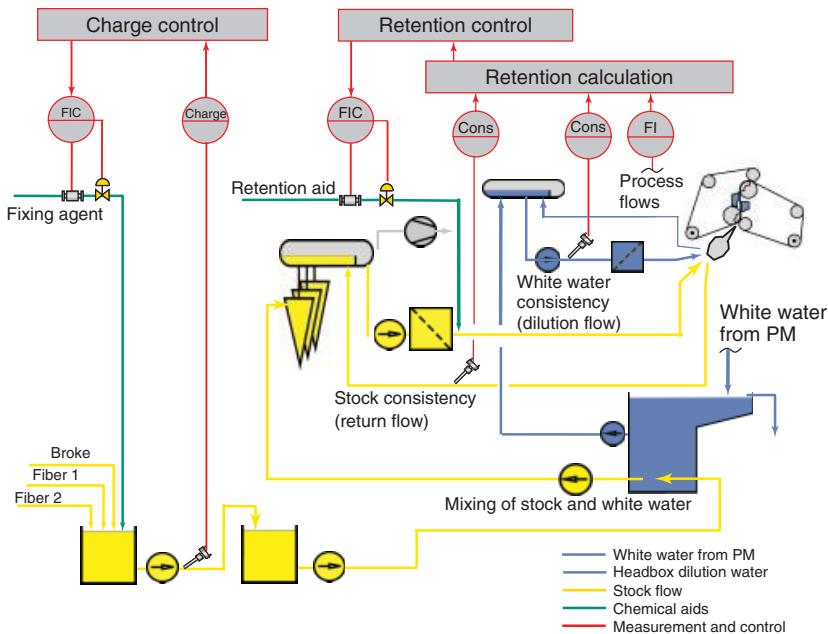 Charge control
Retention control
Retention calculation
FIC
Charge
FIC
Cons
Cons
FI
Process
flows
Retention aid
Fixing agent
White water
consistency
(dilution flow)
White water
from PM
Stock consistency
(return flow)
Broke
Fiber 1
Fiber 2
Mixing of stock and white water
White water from PM
Headbox dilution water
Stock flow
Chemical aids
Measurement and control